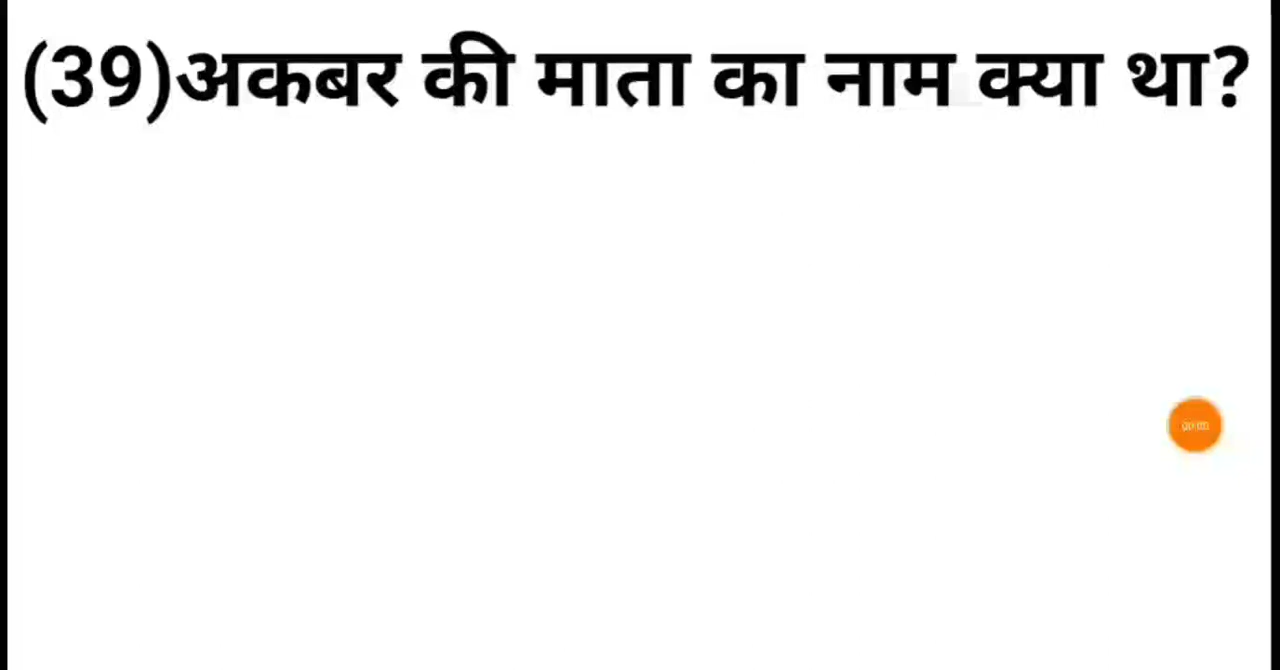 (39)अकबर की माता का नाम क्या था?